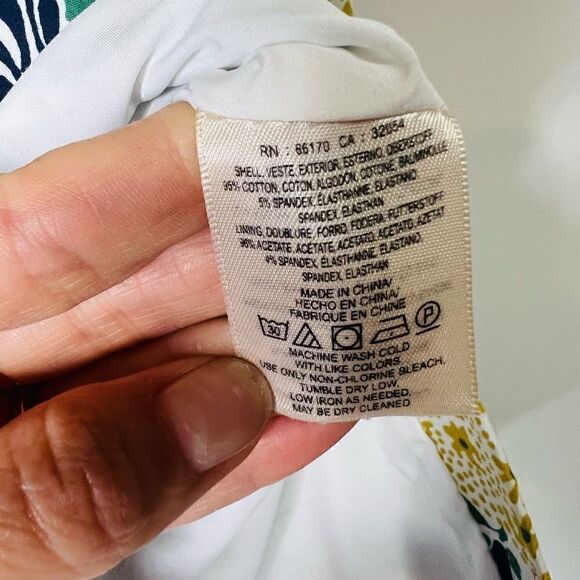 RN : 66170 CA : 32054
SHELL, VESTE, EXTERIOR, ESTERNO, OBERSTOFF
95% COTTON, COTON, ALGODON, COTONE, BAUMWOLLE
5% SPANDEX, ÉLASTHANNE, ELASTANO
SPANDEX, ELASTHAN
LINING, DOUBLURE, FORRO, FODERA, FUTTERSTOFF
96% ACETATE, ACÉTATE, ACETATO, ACETATO, AZETAT
4% SPANDEX, ÉLASTHANNE, ELASTANO
SPANDEX, ELASTHAN
MADE IN CHINA/
HECHO EN CHINA/
FABRIQUE EN CHINE
30 P
MACHINE WASH COLD
WITH LIKE COLORS.
USE ONLY NON-CHLORINE BLEACH,
TUMBLE DRY LOW,
LOW IRON AS NEEDED,
MAY BE DRY CLEANED